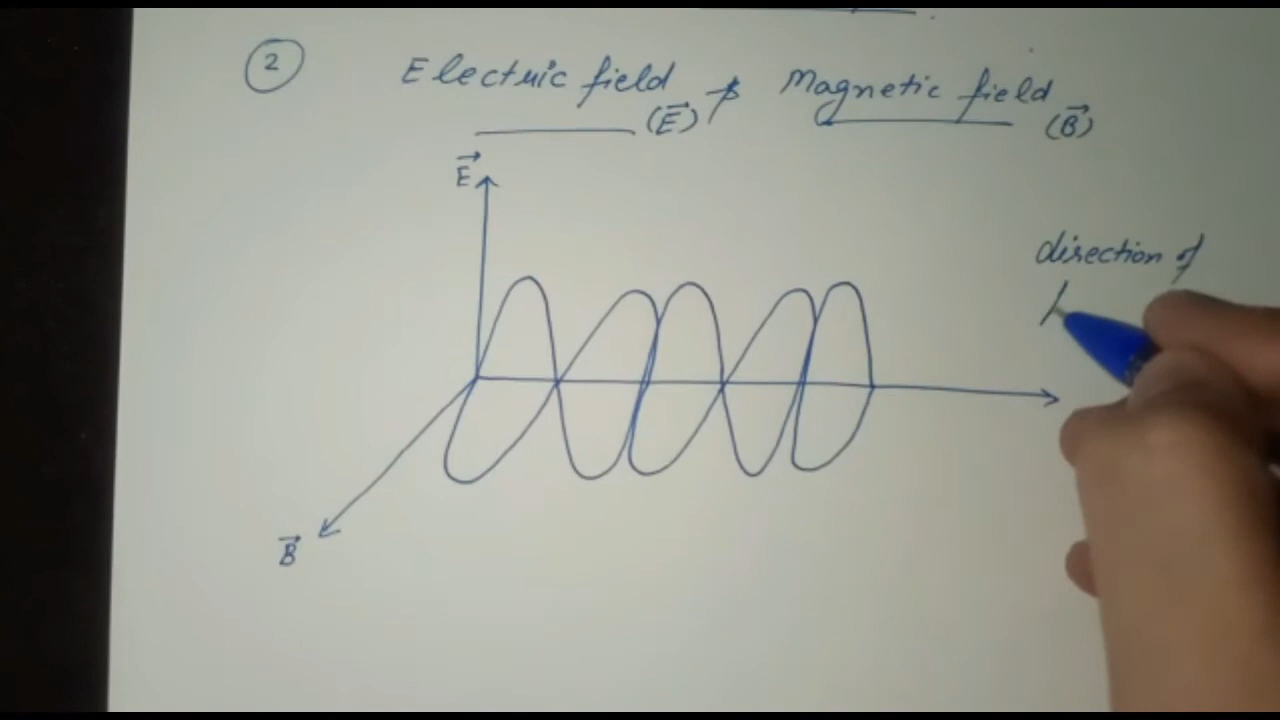 2 Electric field & Magnetic field
(E⃗) (B⃗)
E⃗
direction of
B⃗